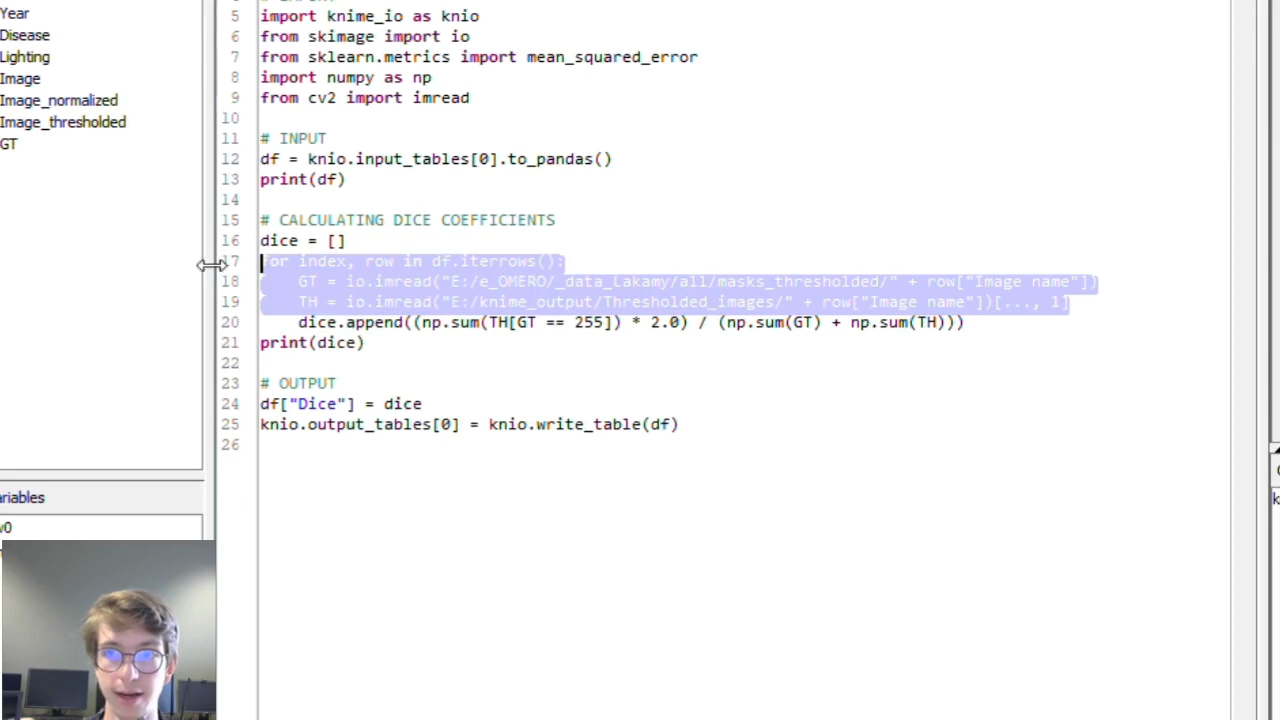 Year
Disease
Lighting
Image
Image_normalized
Image_thresholded
GT
5 import knime_io as knio
6 from skimage import io
7 from sklearn.metrics import mean_squared_error
8 import numpy as np
9 from cv2 import imread
10
11 # INPUT
12 df = knio.input_tables[0].to_pandas()
13 print(df)
14
15 # CALCULATING DICE COEFFICIENTS
16 dice = []
17 for index, row in df.iterrows():
18 GT = io.imread("E:/e_OMERO/_data_Lakamy/all/masks_thresholded/" + row["Image name"])
19 TH = io.imread("E:/knime_output/Thresholded_images/" + row["Image name"])[..., 1]
20 dice.append((np.sum(TH[GT == 255]) * 2.0) / (np.sum(GT) + np.sum(TH)))
21 print(dice)
22
23 # OUTPUT
24 df["Dice"] = dice
25 knio.output_tables[0] = knio.write_table(df)
26
ariables